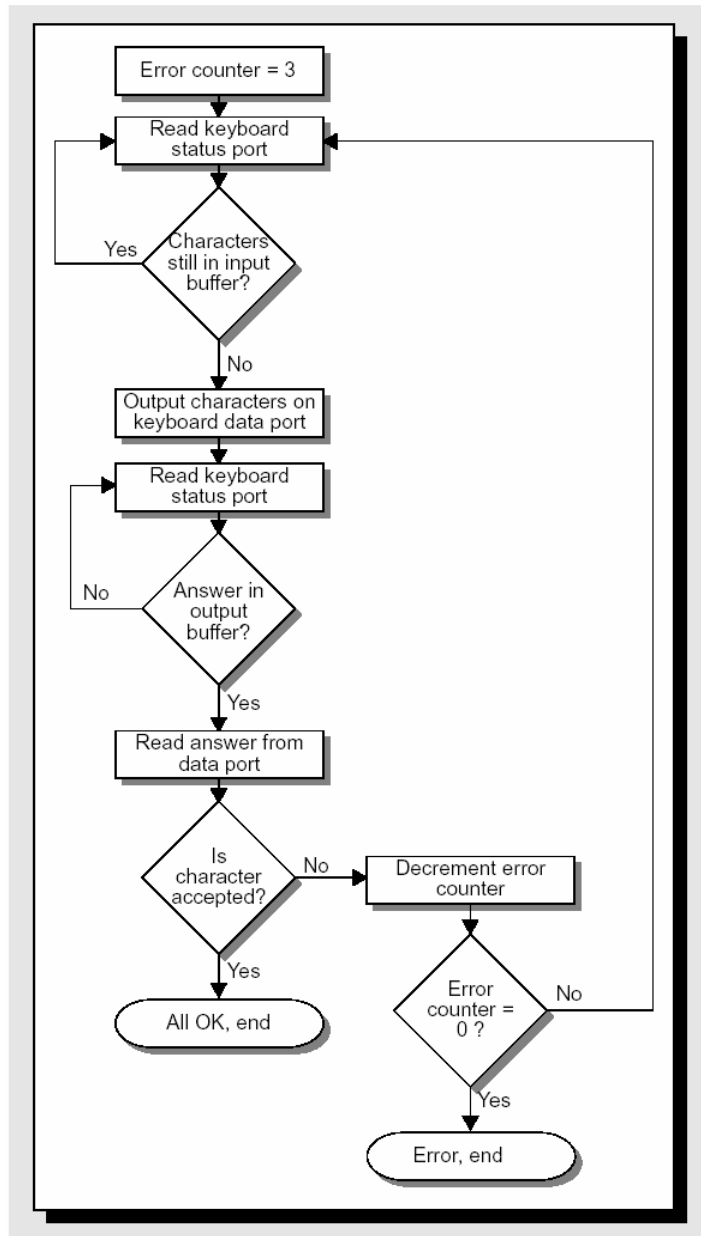 Error counter = 3
Read keyboard
status port
Characters
still in input
buffer?
Yes
No
Output characters on
keyboard data port
Read keyboard
status port
Answer in
output
buffer?
No
Yes
Read answer from
data port
Is
character
accepted?
No
Decrement error
counter
Yes
All OK, end
Error
counter =
0 ?
No
Yes
Error, end